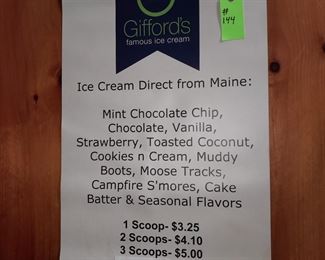 Gifford's
famous ice cream
#
144
Ice Cream Direct from Maine:
Mint Chocolate Chip,
Chocolate, Vanilla,
Strawberry, Toasted Coconut,
Cookies n Cream, Muddy
Boots, Moose Tracks,
Campfire S'mores, Cake
Batter & Seasonal Flavors
1 Scoop- $3.25
2 Scoops- $4.10
3 Scoops- $5.00